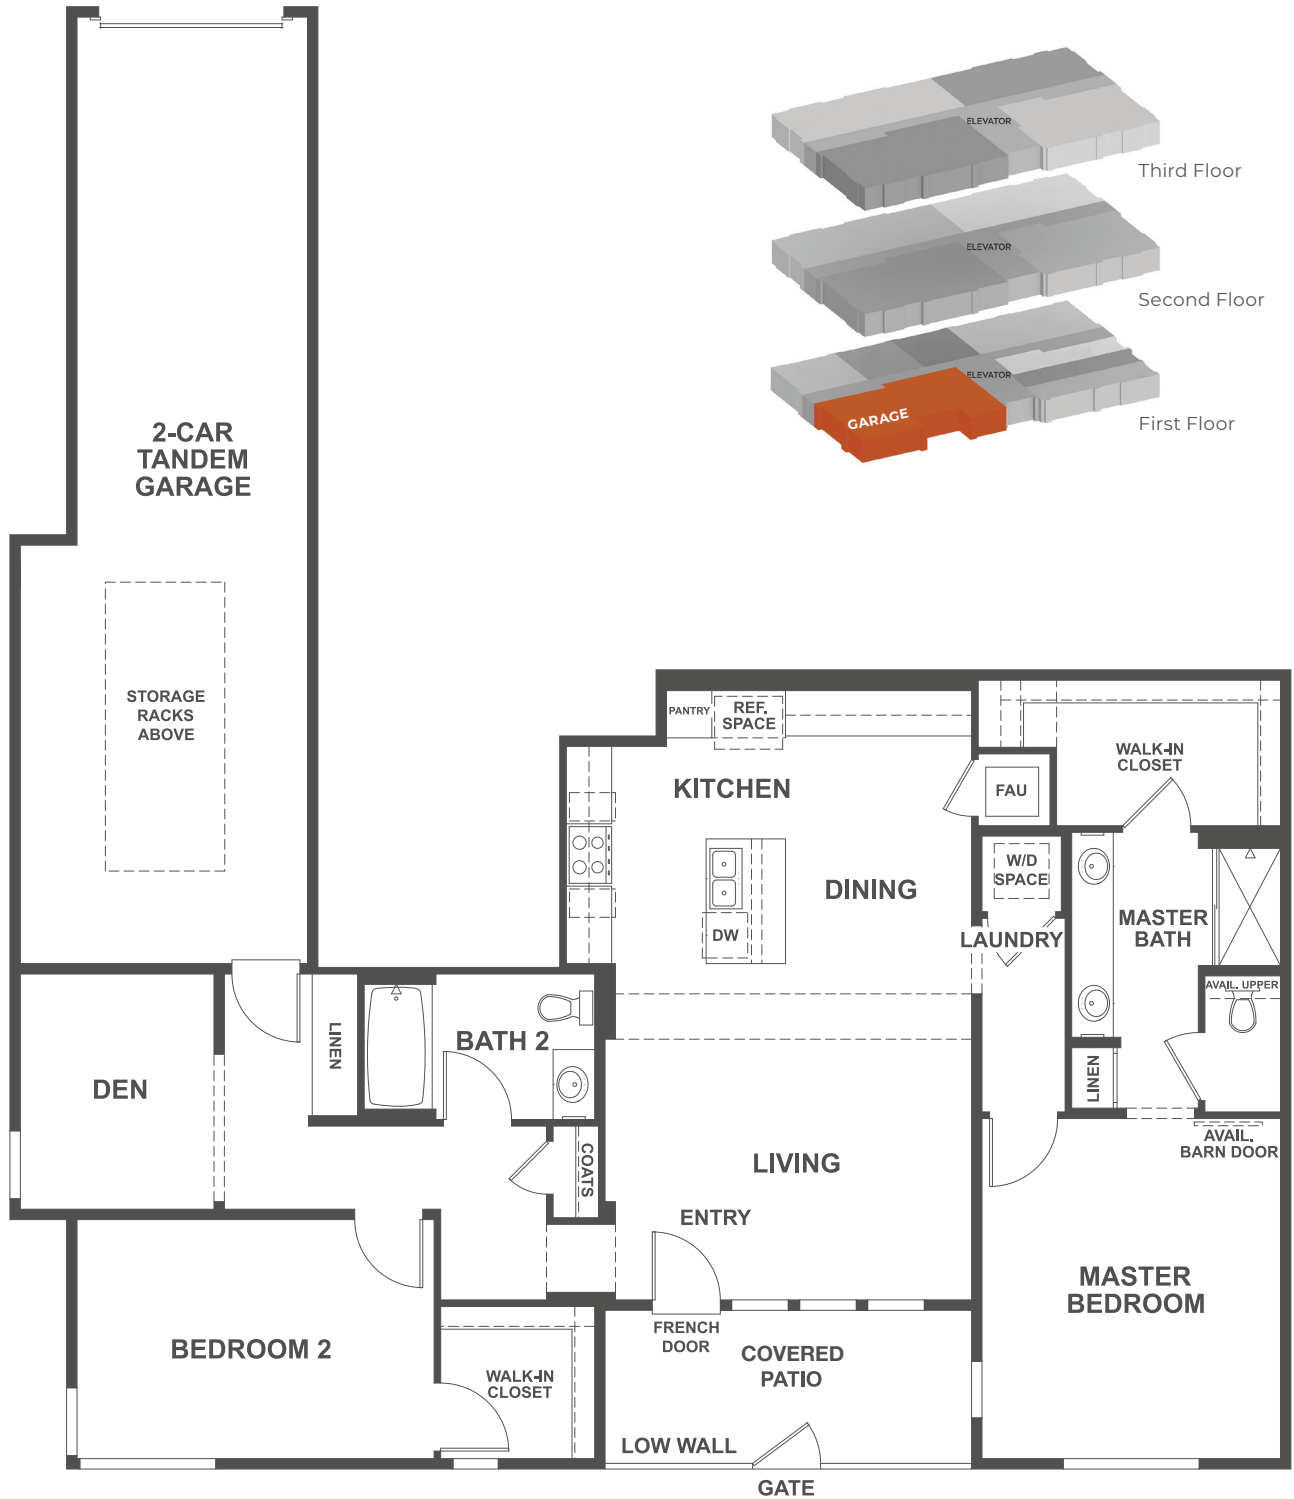 ELEVATOR
Third Floor
ELEVATOR
Second Floor
ELEVATOR
GARAGE
First Floor
2-CAR
TANDEM
GARAGE
STORAGE
RACKS
ABOVE
PANTRY
REF.
SPACE
WALK-IN
CLOSET
KITCHEN
FAU
W/D
SPACE
DINING
DW
LAUNDRY
MASTER
BATH
AVAIL. UPPER
LINEN
BATH 2
DEN
LINEN
COATS
LIVING
AVAIL.
BARN DOOR
ENTRY
MASTER
BEDROOM
FRENCH
DOOR
BEDROOM 2
COVERED
PATIO
WALK-IN
CLOSET
LOW WALL
GATE